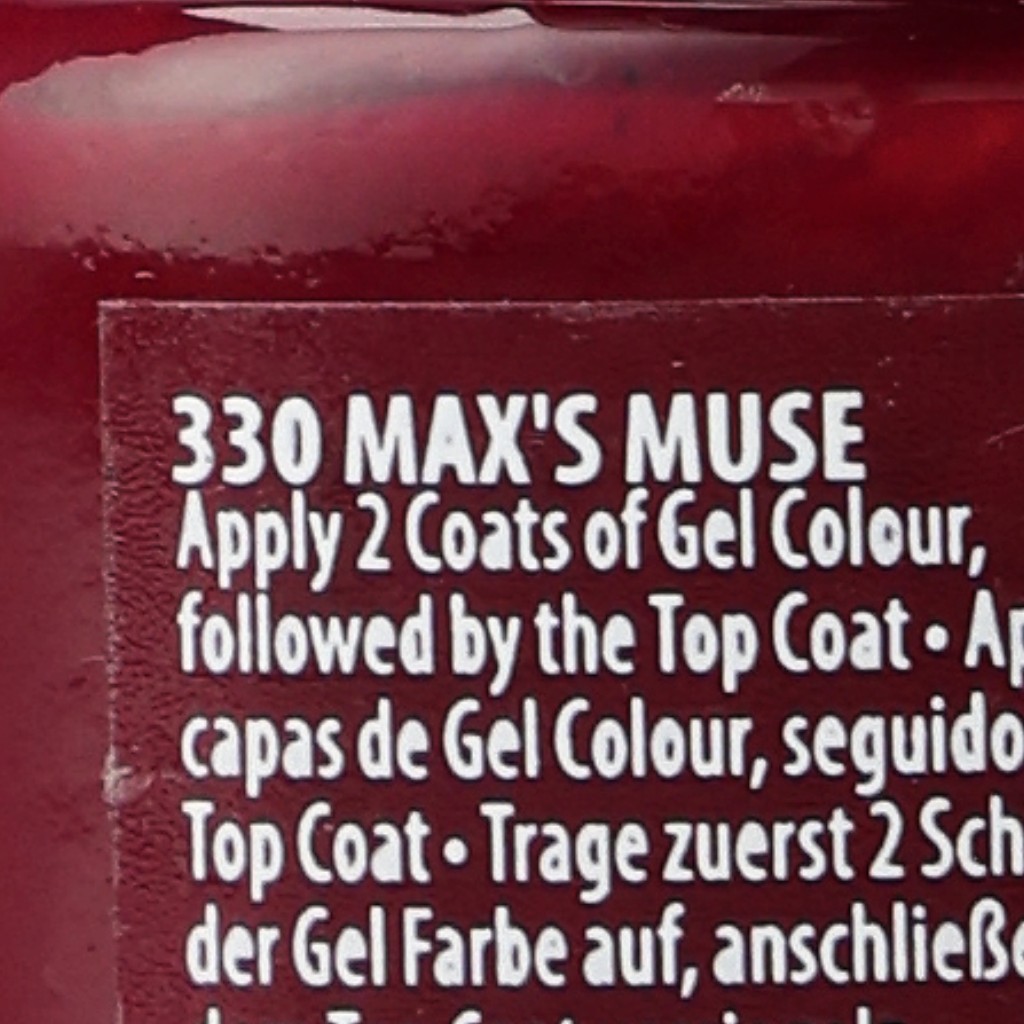 330 MAX'S MUSE
Apply 2 Coats of Gel Colour,
followed by the Top Coat •
capas de Gel Colour, seguido
Top Coat • Trage zuerst 2
der Gel Farbe auf,